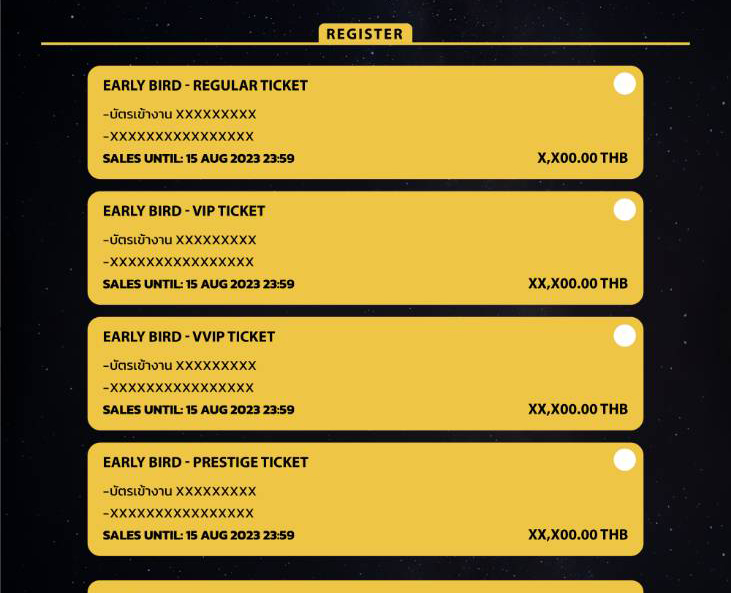 REGISTER
EARLY BIRD - REGULAR TICKET
-บัตรเข้างาน XXXXXXXXX
-XXXXXXXXXXXXXXXX
SALES UNTIL: 15 AUG 2023 23:59
X,X00.00 THB
EARLY BIRD - VIP TICKET
-บัตรเข้างาน XXXXXXXXX
-XXXXXXXXXXXXXXXX
SALES UNTIL: 15 AUG 2023 23:59
XX,X00.00 THB
EARLY BIRD - VVIP TICKET
-บัตรเข้างาน XXXXXXXXX
-XXXXXXXXXXXXXXXX
SALES UNTIL: 15 AUG 2023 23:59
XX,X00.00 THB
EARLY BIRD - PRESTIGE TICKET
-บัตรเข้างาน XXXXXXXXX
-XXXXXXXXXXXXXXXX
SALES UNTIL: 15 AUG 2023 23:59
XX,X00.00 THB